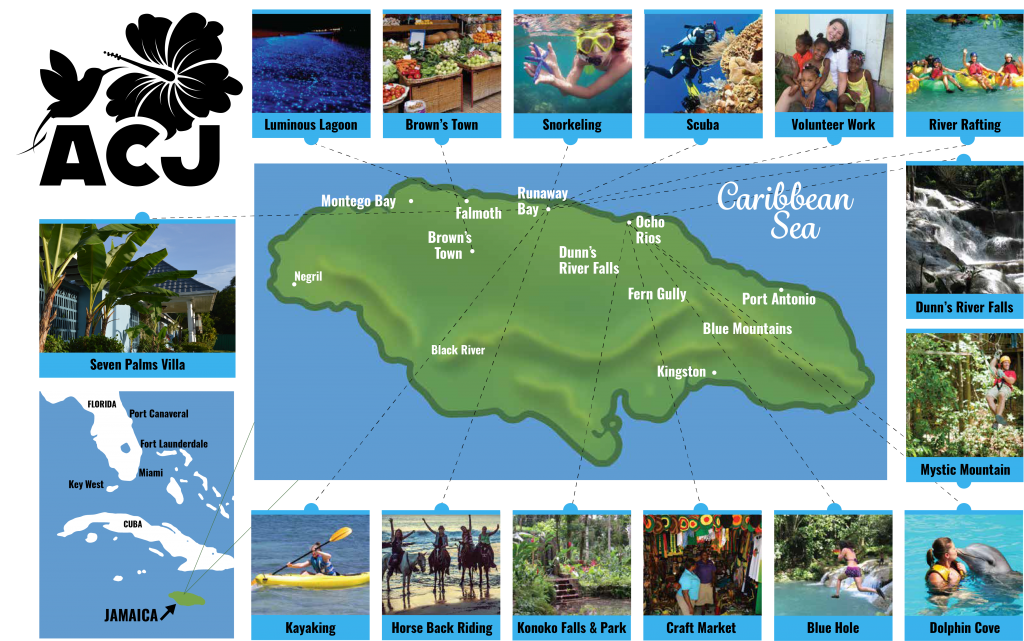 ACJ
Luminous Lagoon
Brown's Town
Snorkeling
Scuba
Volunteer Work
River Rafting
Caribbean
Sea
Montego Bay
Falmoth
Runaway
Bay
Ocho
Rios
Brown's
Town
Dunn's
River Falls
Negril
Fern Gully
Port Antonio
Blue Mountains
Black River
Kingston
Dunn's River Falls
Seven Palms Villa
Mystic Mountain
FLORIDA
Port Canaveral
Fort Launderdale
Miami
Key West
CUBA
JAMAICA
Kayaking
Horse Back Riding
Konoko Falls & Park
Craft Market
Blue Hole
Dolphin Cove